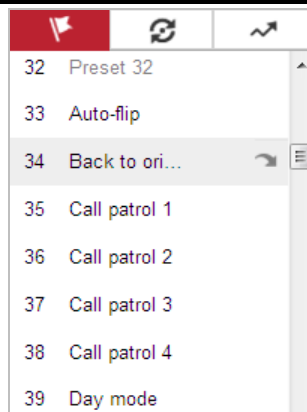 32 Preset 32
33 Auto-flip
34 Back to ori...
35 Call patrol 1
36 Call patrol 2
37 Call patrol 3
38 Call patrol 4
39 Day mode